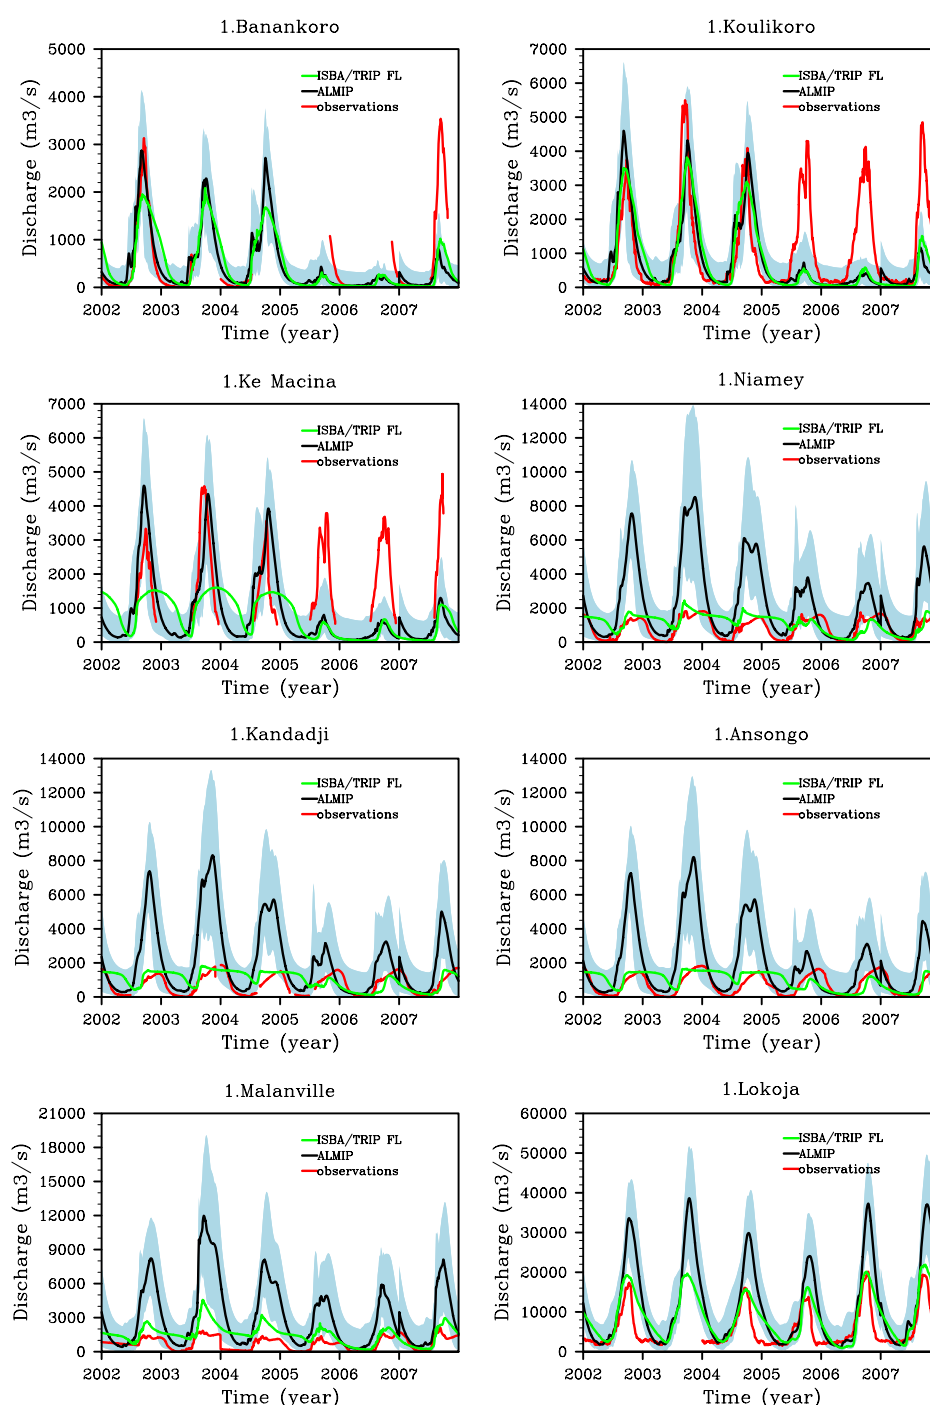 1.Banankoro
Discharge (m3/s)
5000
4000
3000
2000
1000
0
ISBA/TRIP FL
ALMIP
observations
2002 2003 2004 2005 2006 2007
Time (year)
1.Koulikoro
Discharge (m3/s)
7000
6000
5000
4000
3000
2000
1000
0
ISBA/TRIP FL
ALMIP
observations
2002 2003 2004 2005 2006 2007
Time (year)
1.Ke Macina
Discharge (m3/s)
7000
6000
5000
4000
3000
2000
1000
0
ISBA/TRIP FL
ALMIP
observations
2002 2003 2004 2005 2006 2007
Time (year)
1.Niamey
Discharge (m3/s)
14000
12000
10000
8000
6000
4000
2000
0
ISBA/TRIP FL
ALMIP
observations
2002 2003 2004 2005 2006 2007
Time (year)
1.Kandadji
Discharge (m3/s)
14000
12000
10000
8000
6000
4000
2000
0
ISBA/TRIP FL
ALMIP
observations
2002 2003 2004 2005 2006 2007
Time (year)
1.Ansongo
Discharge (m3/s)
14000
12000
10000
8000
6000
4000
2000
0
ISBA/TRIP FL
ALMIP
observations
2002 2003 2004 2005 2006 2007
Time (year)
1.Malanville
Discharge (m3/s)
21000
18000
15000
12000
9000
6000
3000
0
ISBA/TRIP FL
ALMIP
observations
2002 2003 2004 2005 2006 2007
Time (year)
1.Lokoja
Discharge (m3/s)
60000
50000
40000
30000
20000
10000
0
ISBA/TRIP FL
ALMIP
observations
2002 2003 2004 2005 2006 2007
Time (year)